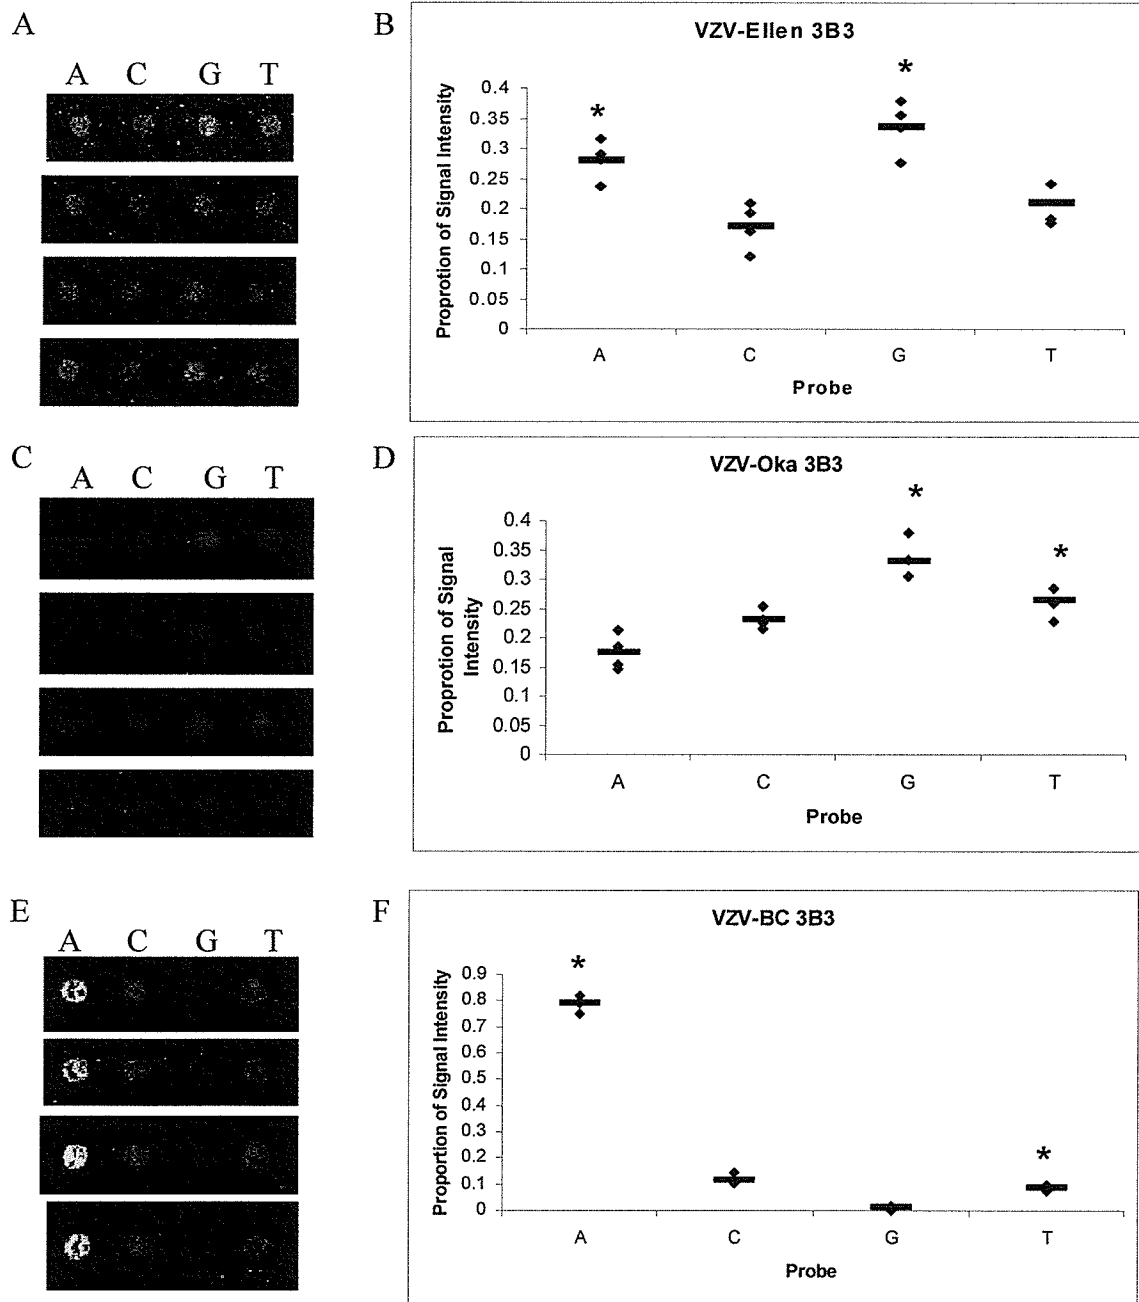 A
A C G T
B
VZV-Ellen 3B3
Proprotion of Signal Intensity
0.4
0.35
0.3
0.25
0.2
0.15
0.1
0.05
0
*
*
A C G T
Probe
C
A C G T
D
VZV-Oka 3B3
Proprotion of Signal
Intensity
0.4
0.35
0.3
0.25
0.2
0.15
0.1
0.05
0
*
*
A C G T
Probe
E
A C G T
F
VZV-BC 3B3
Proportion of Signal Intensity
0.9
0.8
0.7
0.6
0.5
0.4
0.3
0.2
0.1
0
*
*
A C G T
Probe